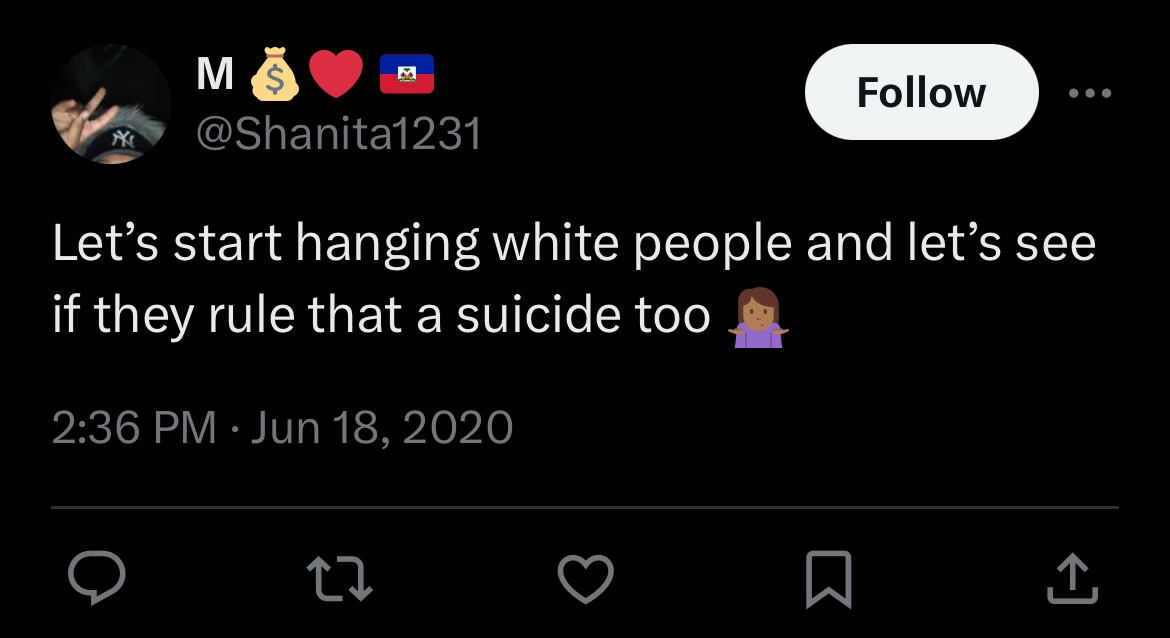 M 💰❤️ 🇭🇹
@Shanita1231
Follow
Let’s start hanging white people and let’s see
if they rule that a suicide too 🤷🏽‍♀️
2:36 PM · Jun 18, 2020